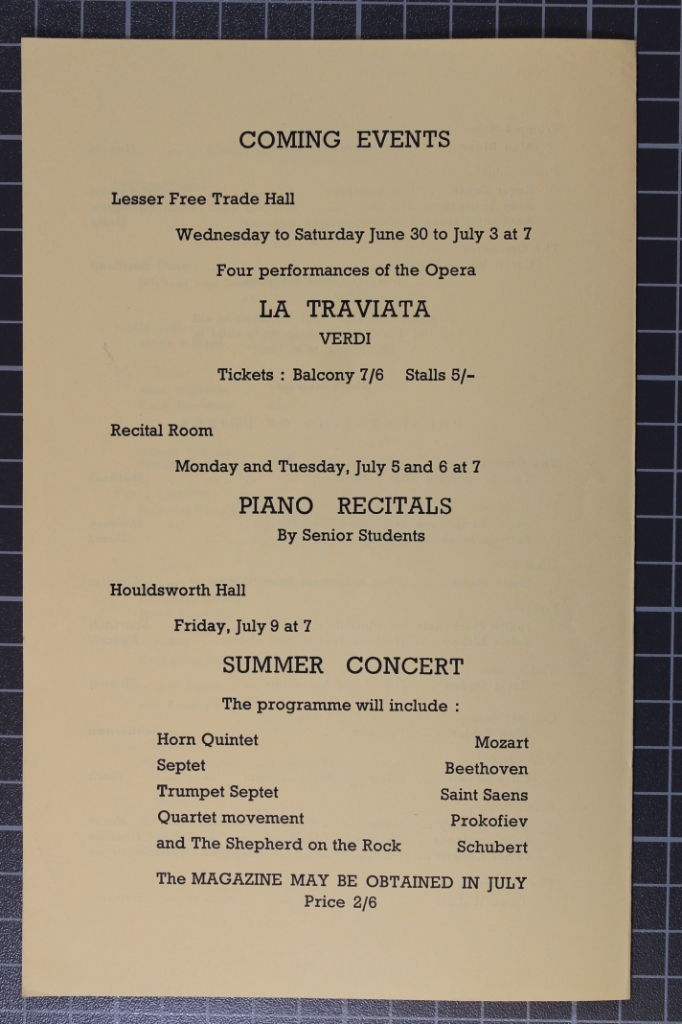 COMING EVENTS
Lesser Free Trade Hall
Wednesday to Saturday June 30 to July 3 at 7
Four performances of the Opera
LA TRAVIATA
VERDI
Tickets : Balcony 7/6 Stalls 5/–
Recital Room
Monday and Tuesday, July 5 and 6 at 7
PIANO RECITALS
By Senior Students
Houldsworth Hall
Friday, July 9 at 7
SUMMER CONCERT
The programme will include :
Horn Quintet Mozart
Septet Beethoven
Trumpet Septet Saint Saens
Quartet movement Prokofiev
and The Shepherd on the Rock Schubert
The MAGAZINE MAY BE OBTAINED IN JULY
Price 2/6